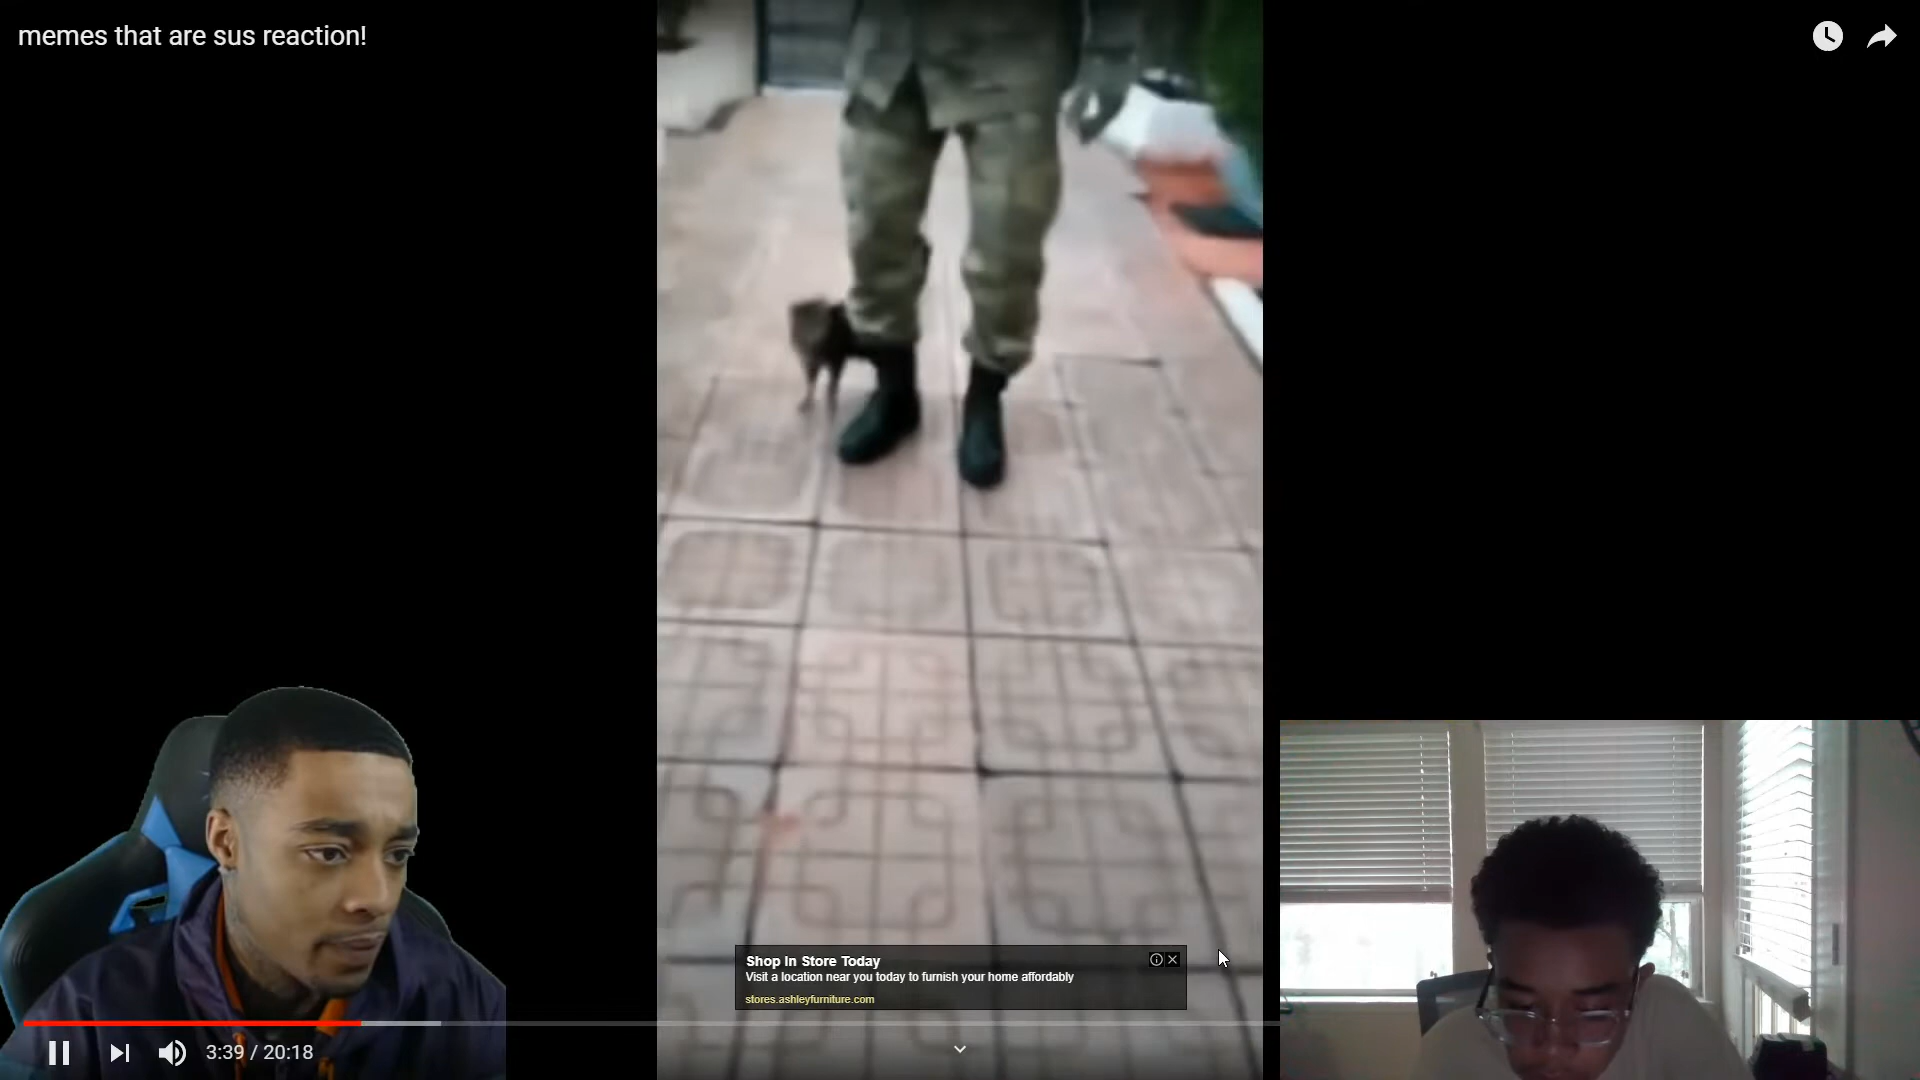 memes that are sus reaction!
Shop In Store Today
Visit a location near you today to furnish your home affordably
stores.ashleyfurniture.com
3:39 / 20:18